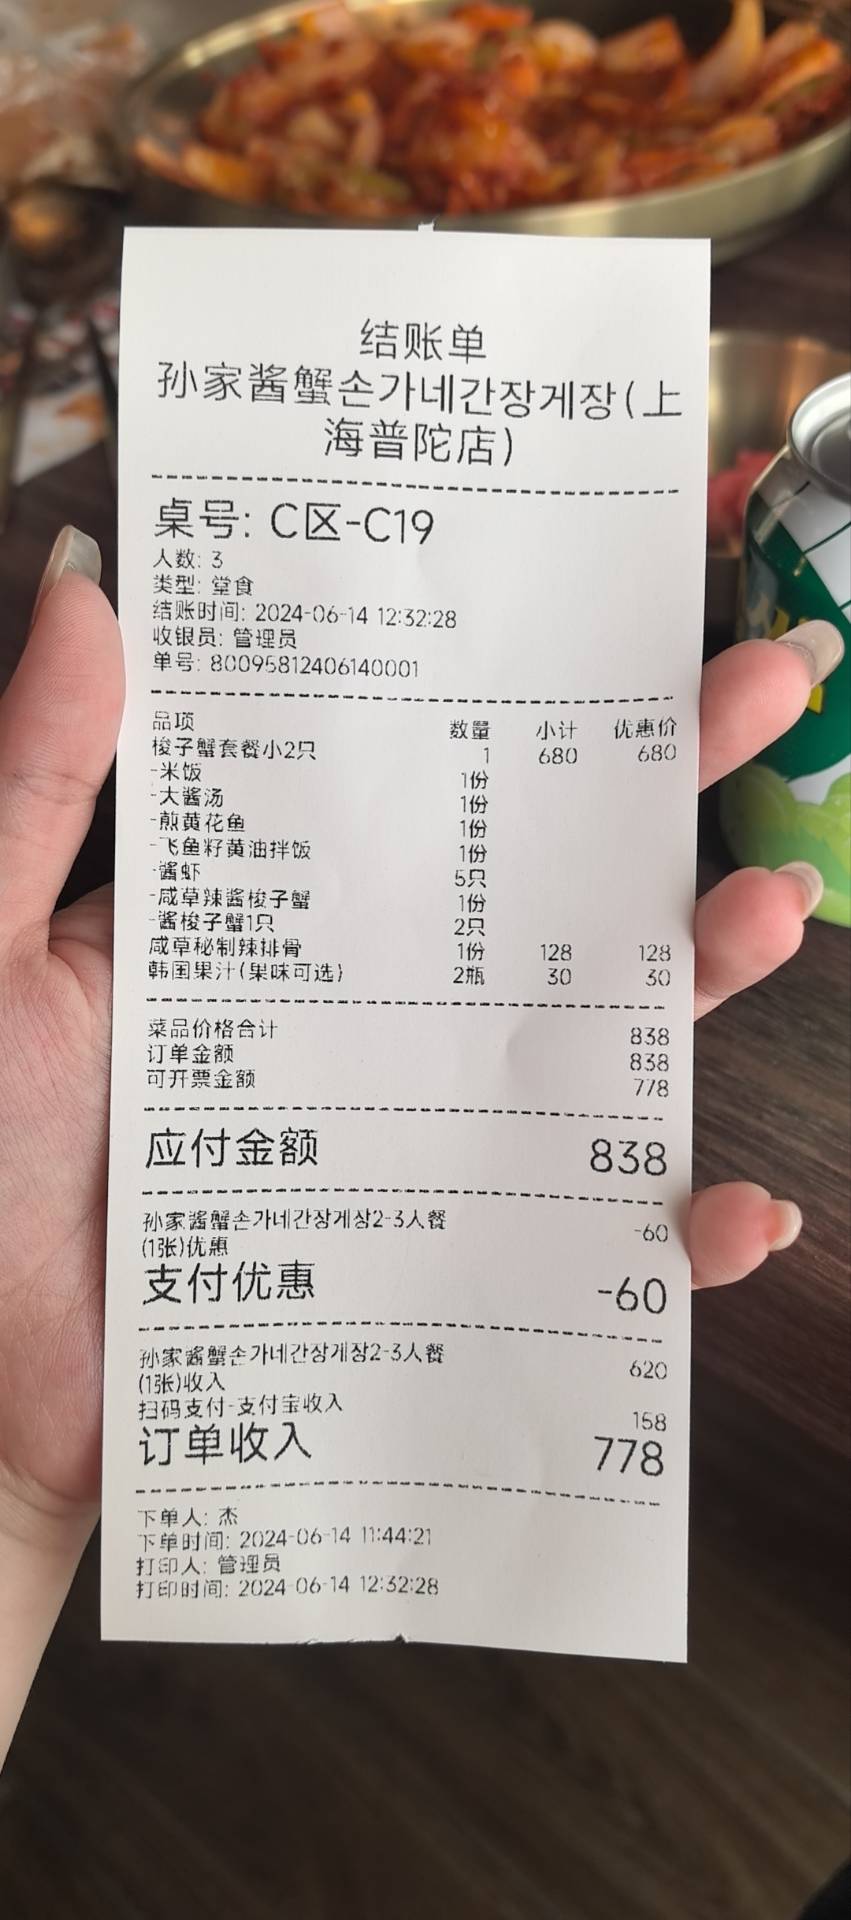 结账单
孙家酱蟹손가네간장게장(上
海普陀店)
桌号: C区-C19
人数: 3
类型: 堂食
结账时间: 2024-06-14 12:32:28
收银员: 管理员
单号: 80095812406140001
品项 数量 小计 优惠价
梭子蟹套餐小2只 1 680 680
-米饭 1份
-大酱汤 1份
-煎黄花鱼 1份
-飞鱼籽黄油拌饭 1份
-酱虾 5只
-咸草辣酱梭子蟹 1份
-酱梭子蟹1只 2只
咸草秘制辣排骨 1份 128 128
韩国果汁(果味可选) 2瓶 30 30
菜品价格合计 838
订单金额 838
可开票金额 778
应付金额 838
孙家酱蟹손가네간장게장2-3人餐 -60
(1张)优惠
支付优惠 -60
孙家酱蟹손가네간장게장2-3人餐 620
(1张)收入
扫码支付-支付宝收入 158
订单收入 778
下单人: 杰
下单时间: 2024-06-14 11:44:21
打印人: 管理员
打印时间: 2024-06-14 12:32:28